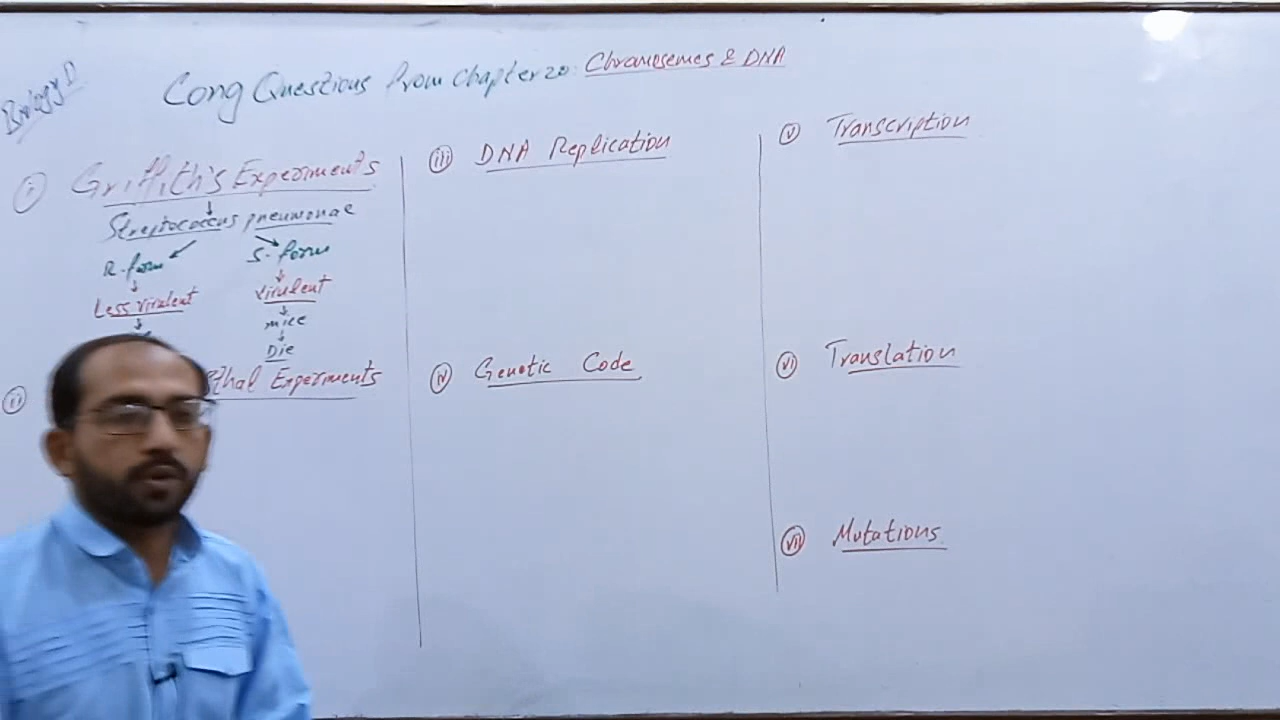 Biology D
Long Questions from Chapter 20: Chromosemes & DNA
i Griffith's Experiments
Streptococcus pneumonae
R-form S-form
Less virulent virulent
mice
Die
ii Experiments
iii DNA Replication
iv Genetic Code
v Transcription
vi Translation
vii Mutations